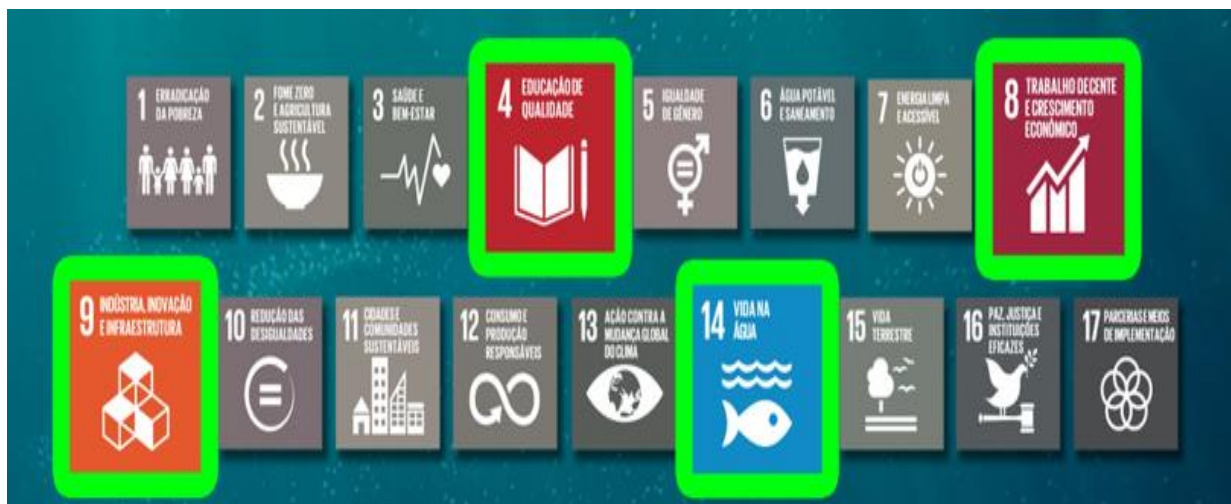 1 ERRADICAÇÃO
DA POBREZA
2 FOME ZERO
E AGRICULTURA
SUSTENTÁVEL
3 SAÚDE E
BEM-ESTAR
4 EDUCAÇÃO DE
QUALIDADE
5 IGUALDADE
DE GÊNERO
6 ÁGUA POTÁVEL
E SANEAMENTO
7 ENERGIA LIMPA
E ACESSÍVEL
8 TRABALHO DECENTE
E CRESCIMENTO
ECONÔMICO
9 INDÚSTRIA, INOVAÇÃO
E INFRAESTRUTURA
10 REDUÇÃO DAS
DESIGUALDADES
11 CIDADES E
COMUNIDADES
SUSTENTÁVEIS
12 CONSUMO E
PRODUÇÃO
RESPONSÁVEIS
13 AÇÃO CONTRA A
MUDANÇA GLOBAL
DO CLIMA
14 VIDA NA
ÁGUA
15 VIDA
TERRESTRE
16 PAZ, JUSTIÇA E
INSTITUIÇÕES
EFICAZES
17 PARCERIAS E MEIOS
DE IMPLEMENTAÇÃO